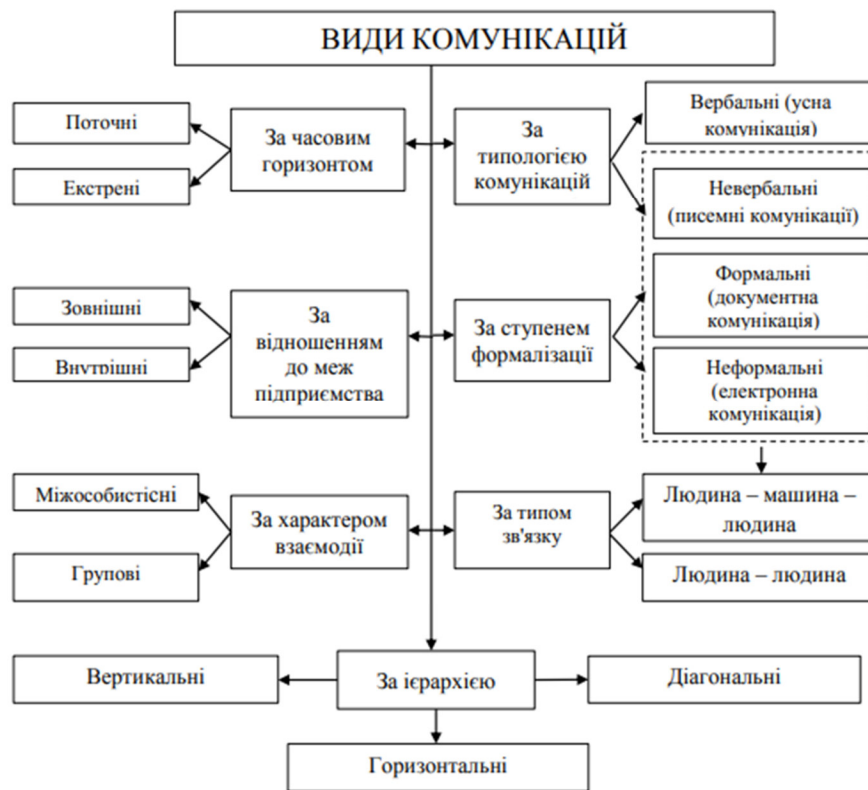 ВИДИ КОМУНІКАЦІЙ
Поточні
Екстрені
За часовим
горизонтом
За
типологією
комунікацій
Вербальні (усна
комунікація)
Невербальні
(писемні комунікації)
Зовнішні
Внутрішні
За
відношенням
до меж
підприємства
За ступенем
формалізації
Формальні
(документна
комунікація)
Неформальні
(електронна
комунікація)
Міжособистісні
Групові
За характером
взаємодії
За типом
зв'язку
Людина – машина –
людина
Людина – людина
Вертикальні
За ієрархією
Діагональні
Горизонтальні